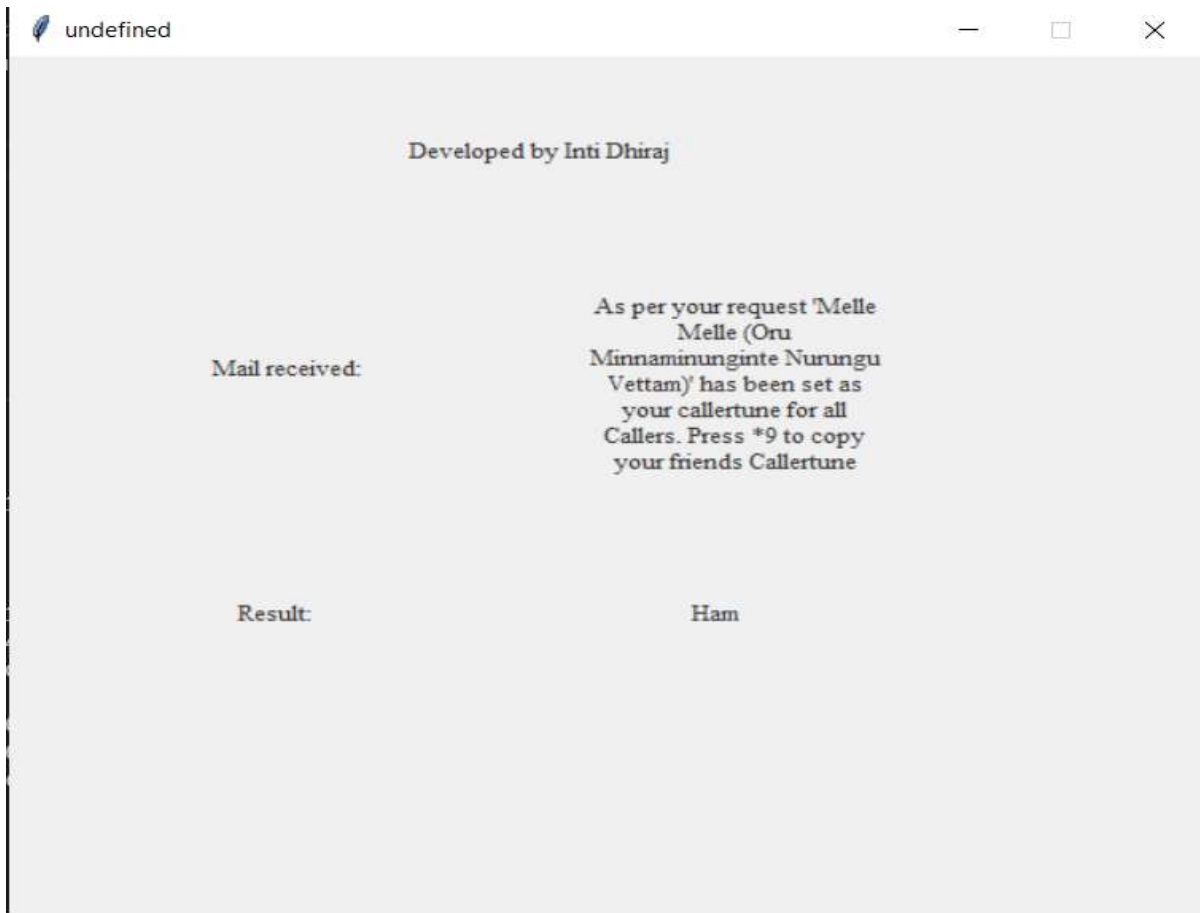 undefined
Developed by Inti Dhiraj
As per your request 'Melle
Melle (Oru
Mail received:
Minnaminunginte Nurungu
Vettam)' has been set as
your callertune for all
Callers. Press *9 to copy
your friends Callertune
Result:
Ham